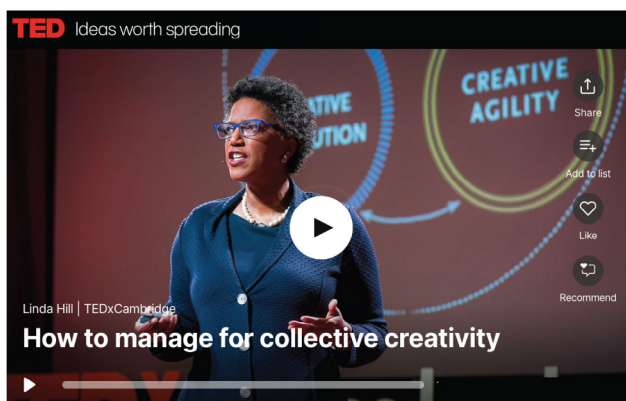 TED Ideas worth spreading
CREATIVE
AGILITY
Share
Add to list
Like
Recommend
Linda Hill | TEDxCambridge
How to manage for collective creativity